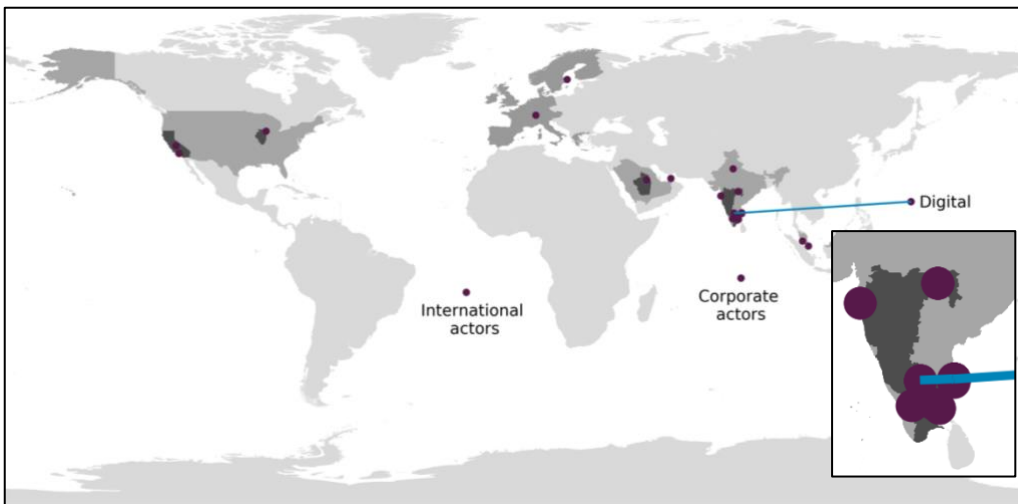 Digital
International
actors
Corporate
actors